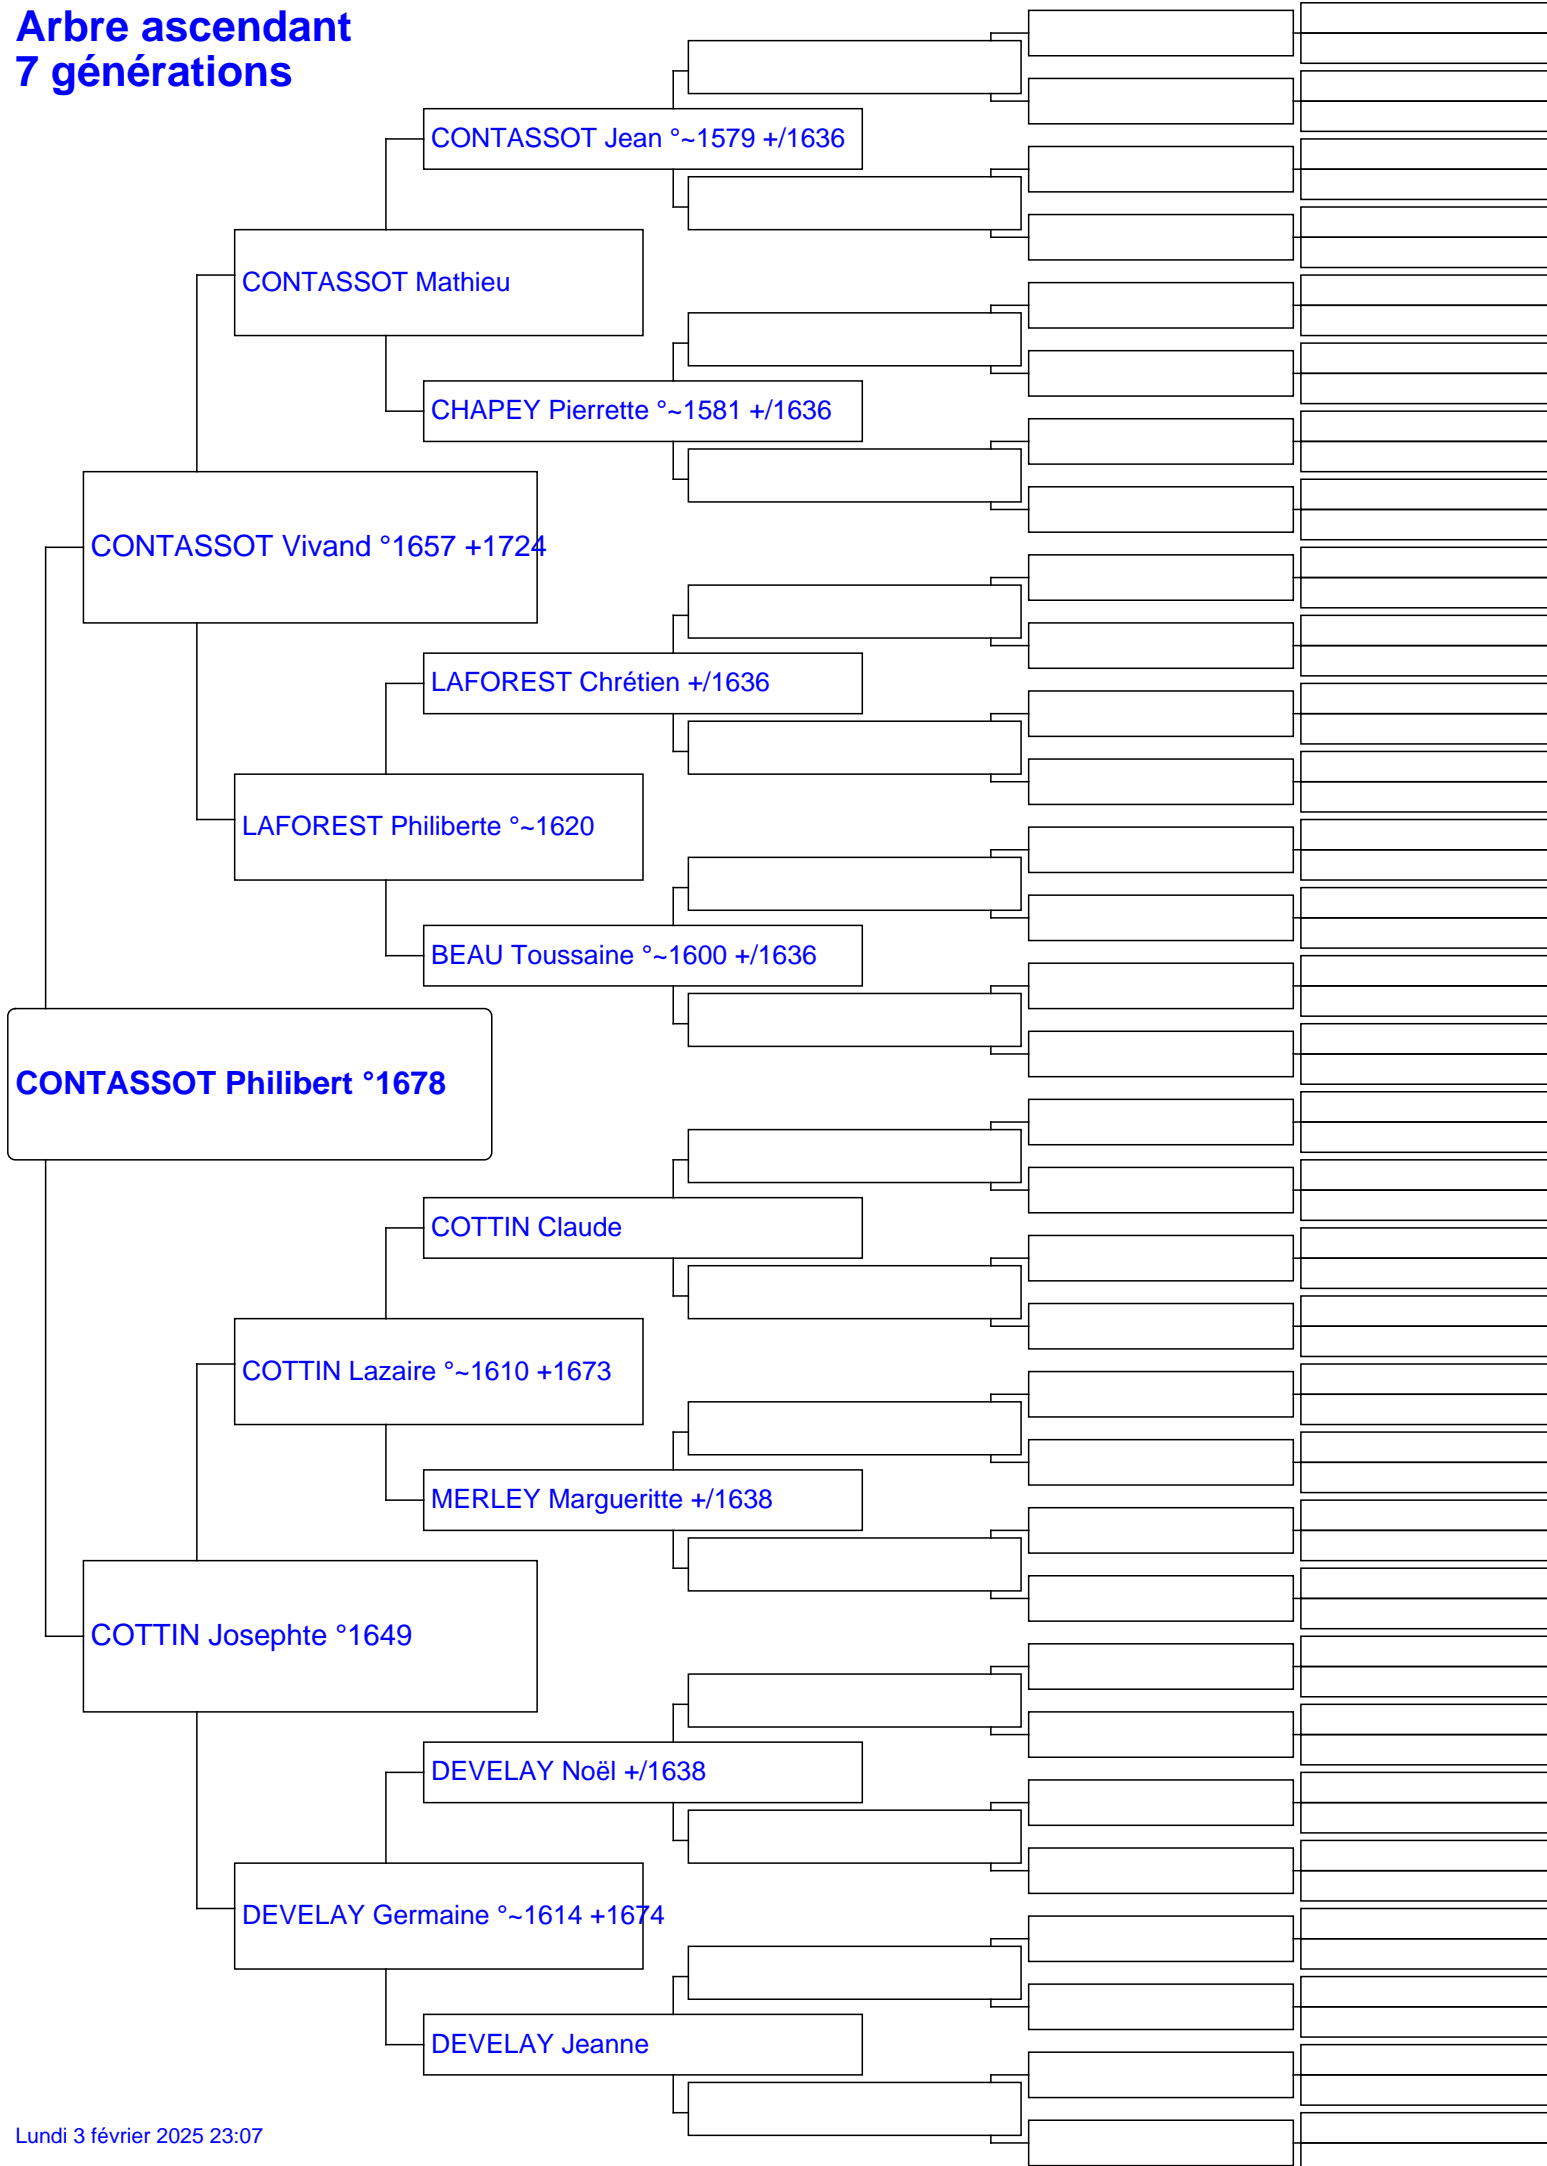 Arbre ascendant
7 générations
CONTASSOT Jean °~1579 +/1636
CONTASSOT Mathieu
CHAPEY Pierrette °~1581 +/1636
CONTASSOT Vivand °1657 +1724
LAFOREST Chrétien +/1636
LAFOREST Philiberte °~1620
BEAU Toussaine °~1600 +/1636
CONTASSOT Philibert °1678
COTTIN Claude
COTTIN Lazaire °~1610 +1673
MERLEY Margueritte +/1638
COTTIN Josephte °1649
DEVELAY Noël +/1638
DEVELAY Germaine °~1614 +1674
DEVELAY Jeanne
Lundi 3 février 2025 23:07